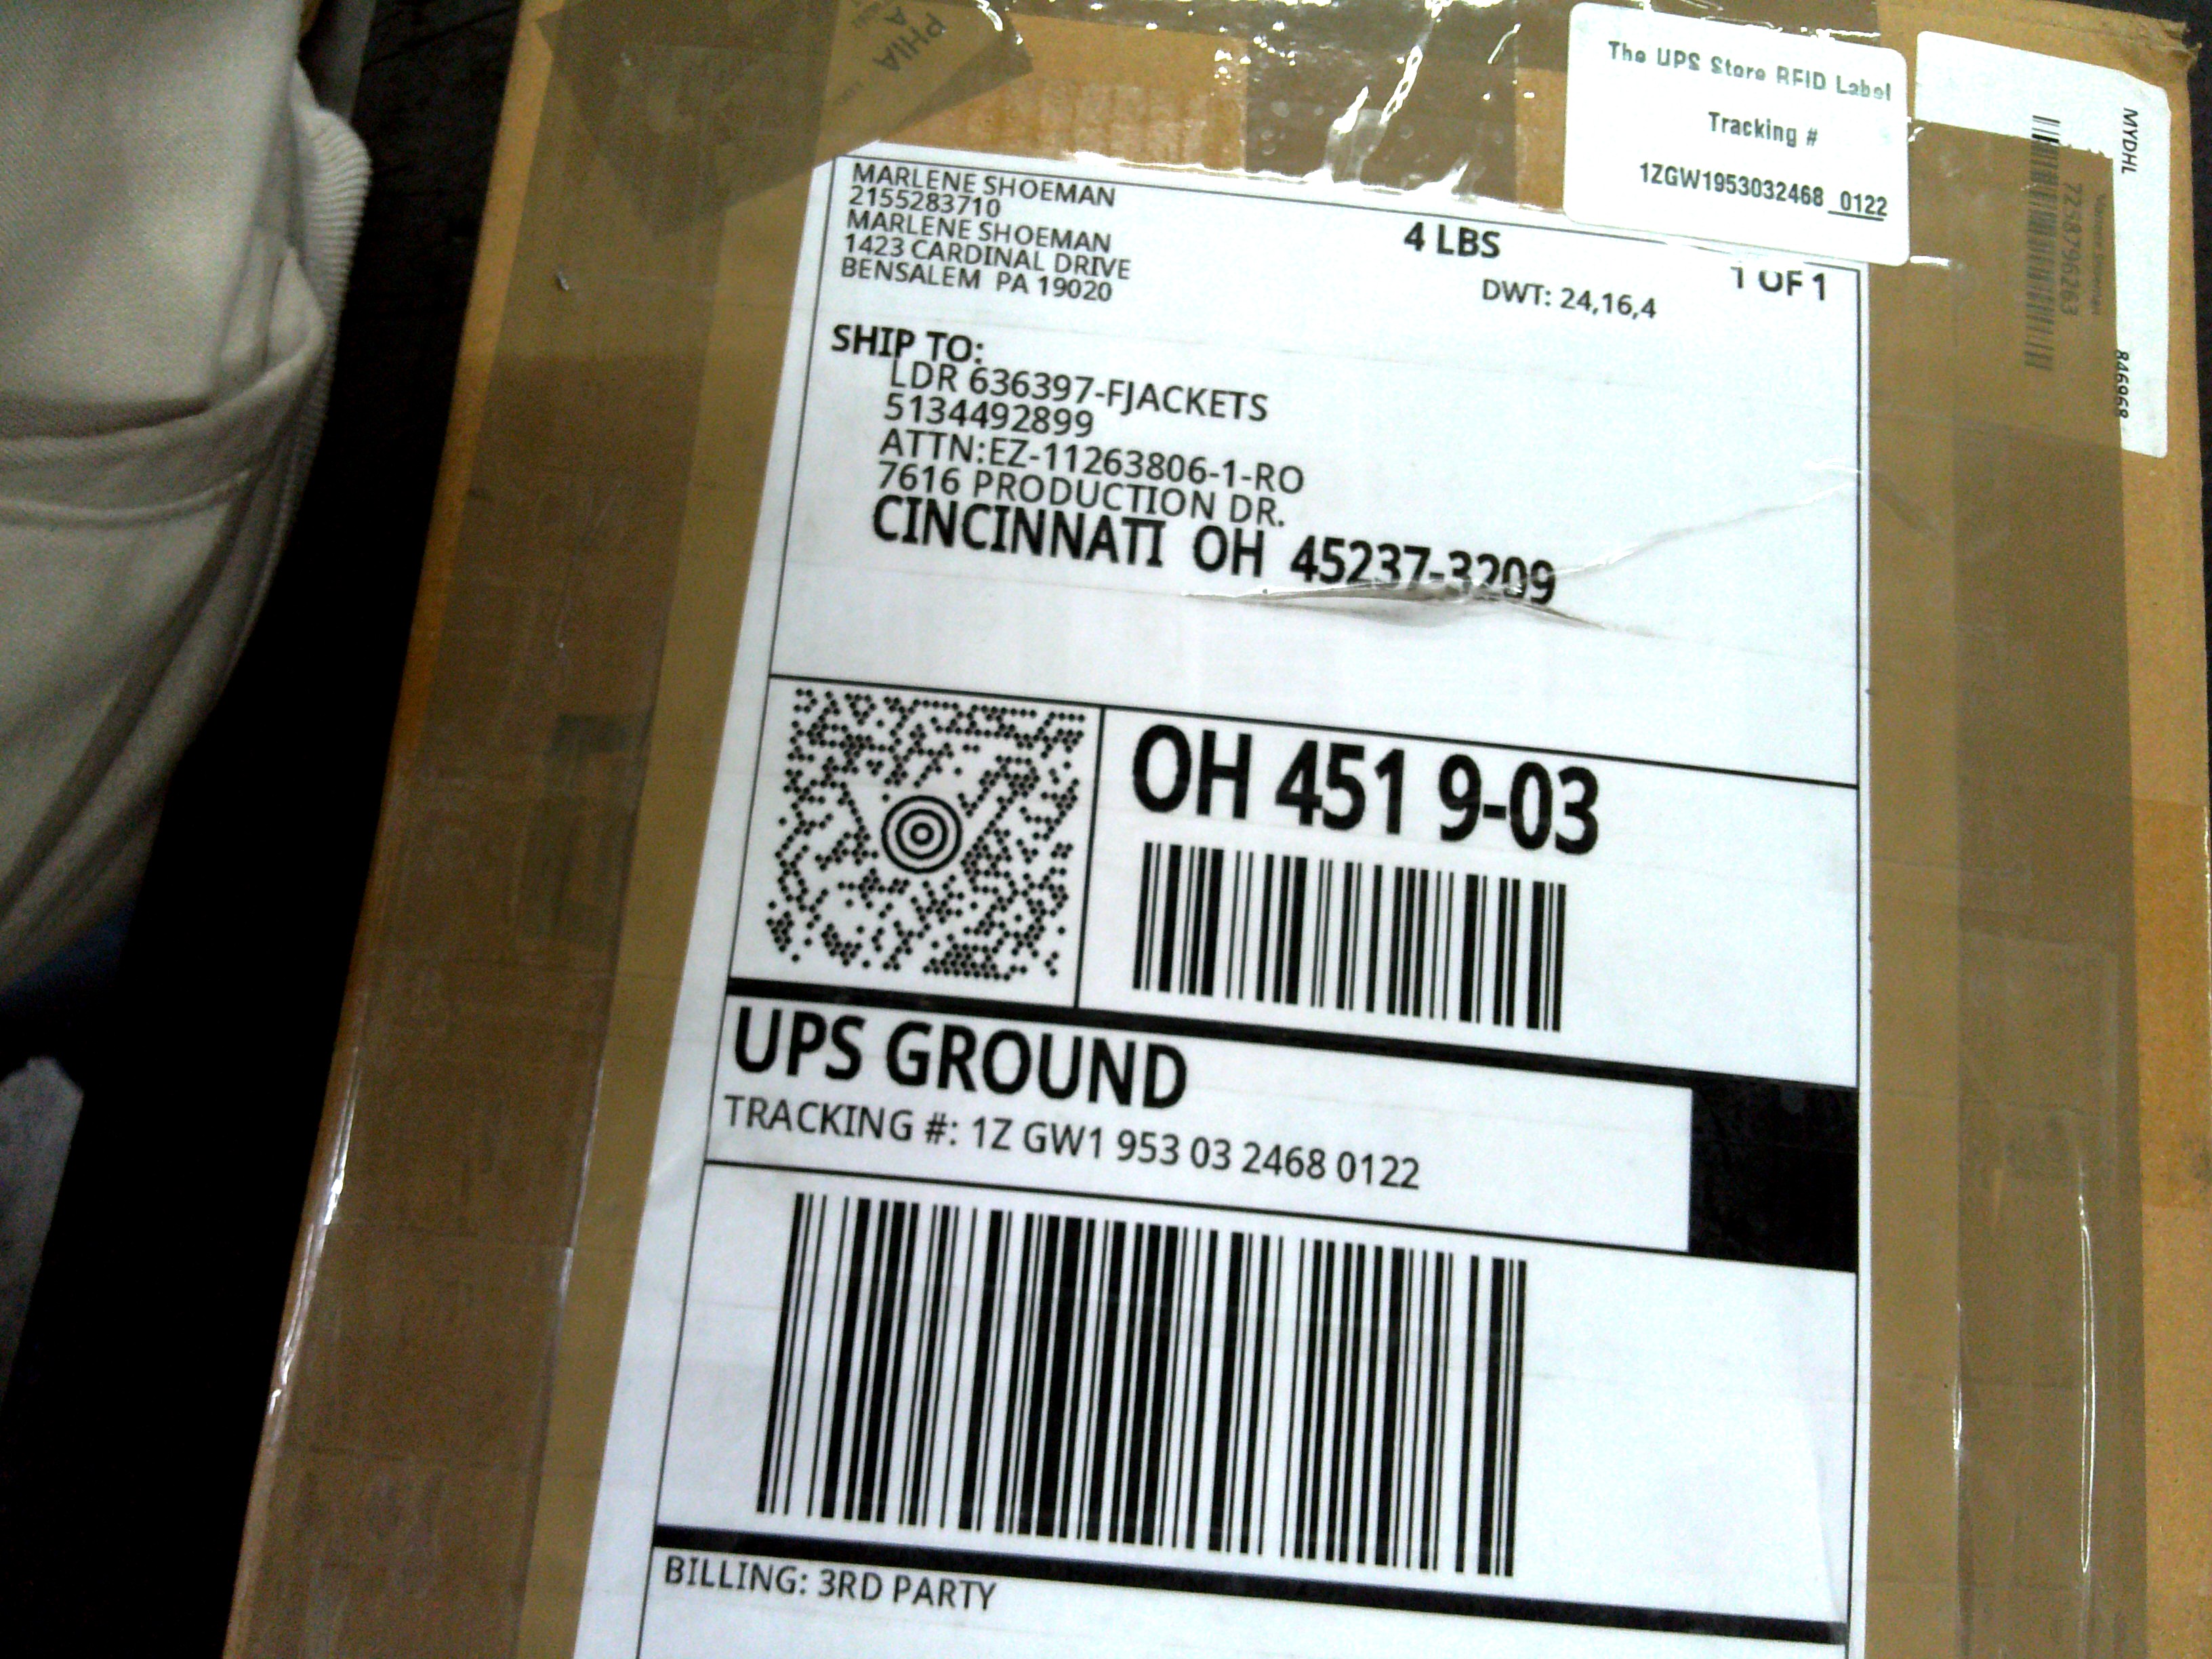 PHIA
A
The UPS Store RFID Label
Tracking #
1ZGW1953032468 0122
MYDHL
7258796263
846968
MARLENE SHOEMAN
2155283710
MARLENE SHOEMAN
1423 CARDINAL DRIVE
BENSALEM PA 19020
4 LBS
1 OF 1
DWT: 24,16,4
SHIP TO:
LDR 636397-FJACKETS
5134492899
ATTN:EZ-11263806-1-RO
7616 PRODUCTION DR.
CINCINNATI OH 45237-3209
OH 451 9-03
UPS GROUND
TRACKING #: 1Z GW1 953 03 2468 0122
BILLING: 3RD PARTY